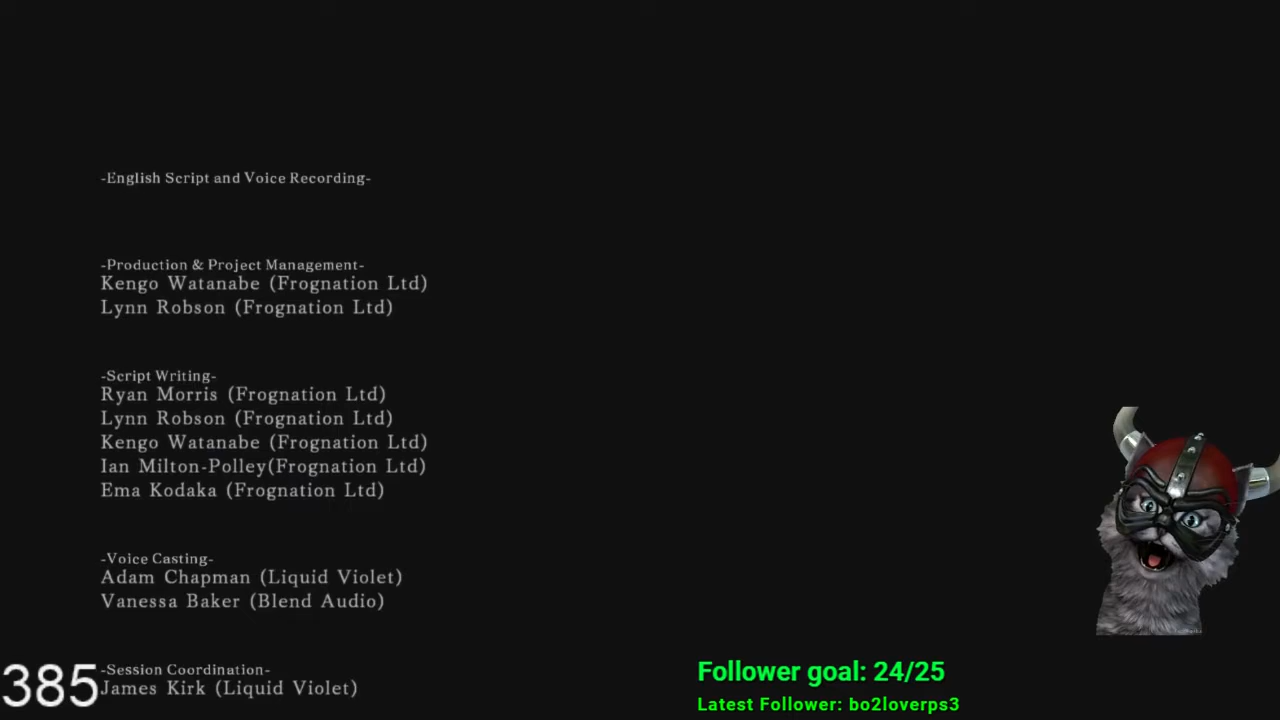 -English Script and Voice Recording-
-Production & Project Management-
Kengo Watanabe (Frognation Ltd)
Lynn Robson (Frognation Ltd)
-Script Writing-
Ryan Morris (Frognation Ltd)
Lynn Robson (Frognation Ltd)
Kengo Watanabe (Frognation Ltd)
Ian Milton-Polley(Frognation Ltd)
Ema Kodaka (Frognation Ltd)
-Voice Casting-
Adam Chapman (Liquid Violet)
Vanessa Baker (Blend Audio)
-Session Coordination-
James Kirk (Liquid Violet)
385
Follower goal: 24/25
Latest Follower: bo2loverps3